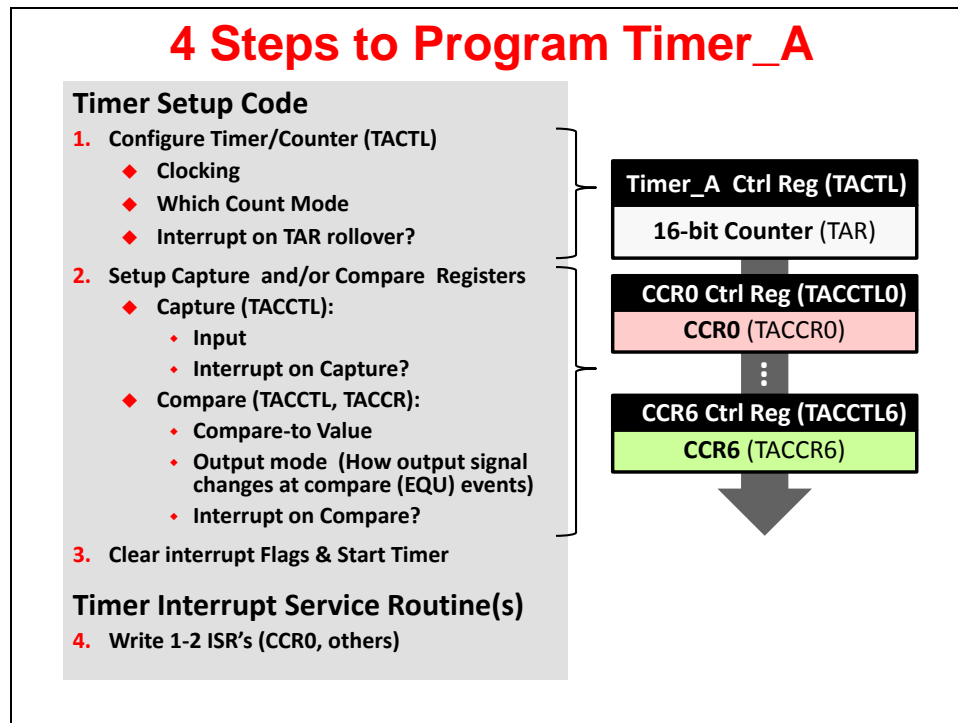 4 Steps to Program Timer_A
Timer Setup Code
1. Configure Timer/Counter (TACTL)
◆ Clocking
◆ Which Count Mode
◆ Interrupt on TAR rollover?
2. Setup Capture and/or Compare Registers
◆ Capture (TACCTL):
◆ Input
◆ Interrupt on Capture?
◆ Compare (TACCTL, TACCR):
◆ Compare-to Value
◆ Output mode (How output signal
changes at compare (EQU) events)
◆ Interrupt on Compare?
3. Clear interrupt Flags & Start Timer
Timer Interrupt Service Routine(s)
4. Write 1-2 ISR's (CCR0, others)
Timer_A Ctrl Reg (TACTL)
16-bit Counter (TAR)
CCR0 Ctrl Reg (TACCTL0)
CCR0 (TACCR0)
...
CCR6 Ctrl Reg (TACCTL6)
CCR6 (TACCR6)